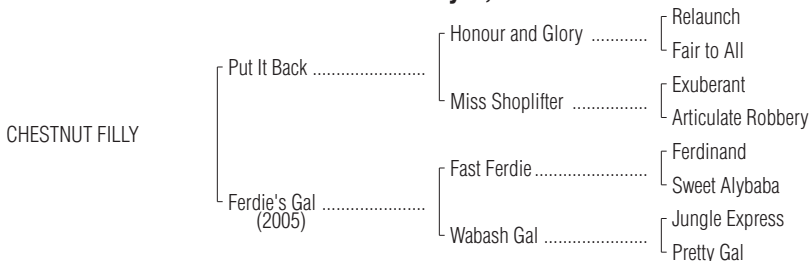 Relaunch
Honour and Glory ............
Fair to All
Put It Back ........................
Exuberant
Miss Shoplifter ................
Articulate Robbery
CHESTNUT FILLY
Ferdinand
Fast Ferdie ........................
Sweet Alybaba
Ferdie's Gal ......................
(2005)
Jungle Express
Wabash Gal ......................
Pretty Gal